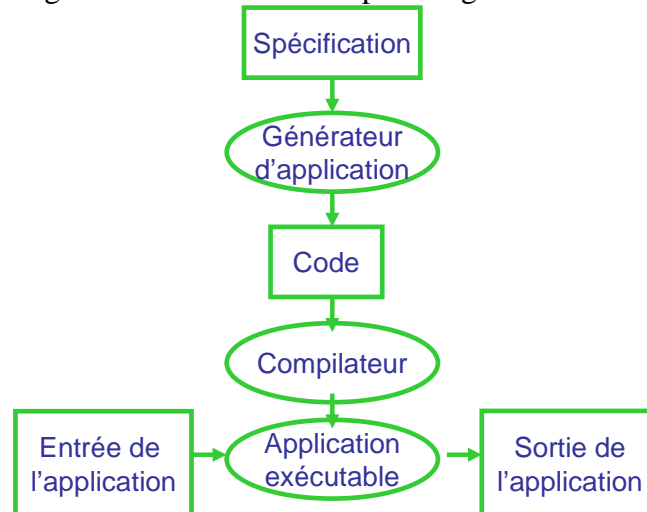 Spécification
Générateur
d'application
Code
Compilateur
Entrée de
l'application
Application
exécutable
Sortie de
l'application